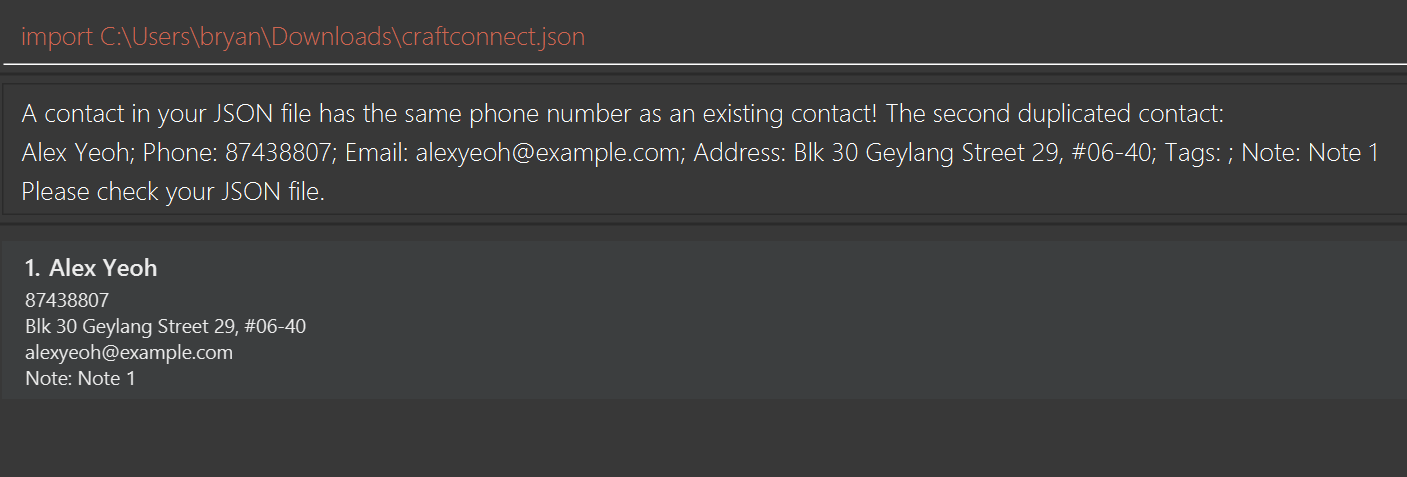 import C:\Users\bryan\Downloads\craftconnect.json
A contact in your JSON file has the same phone number as an existing contact! The second duplicated contact:
Alex Yeoh; Phone: 87438807; Email: alexyeoh@example.com; Address: Blk 30 Geylang Street 29, #06-40; Tags: ; Note: Note 1
Please check your JSON file.
1. Alex Yeoh
87438807
Blk 30 Geylang Street 29, #06-40
alexyeoh@example.com
Note: Note 1